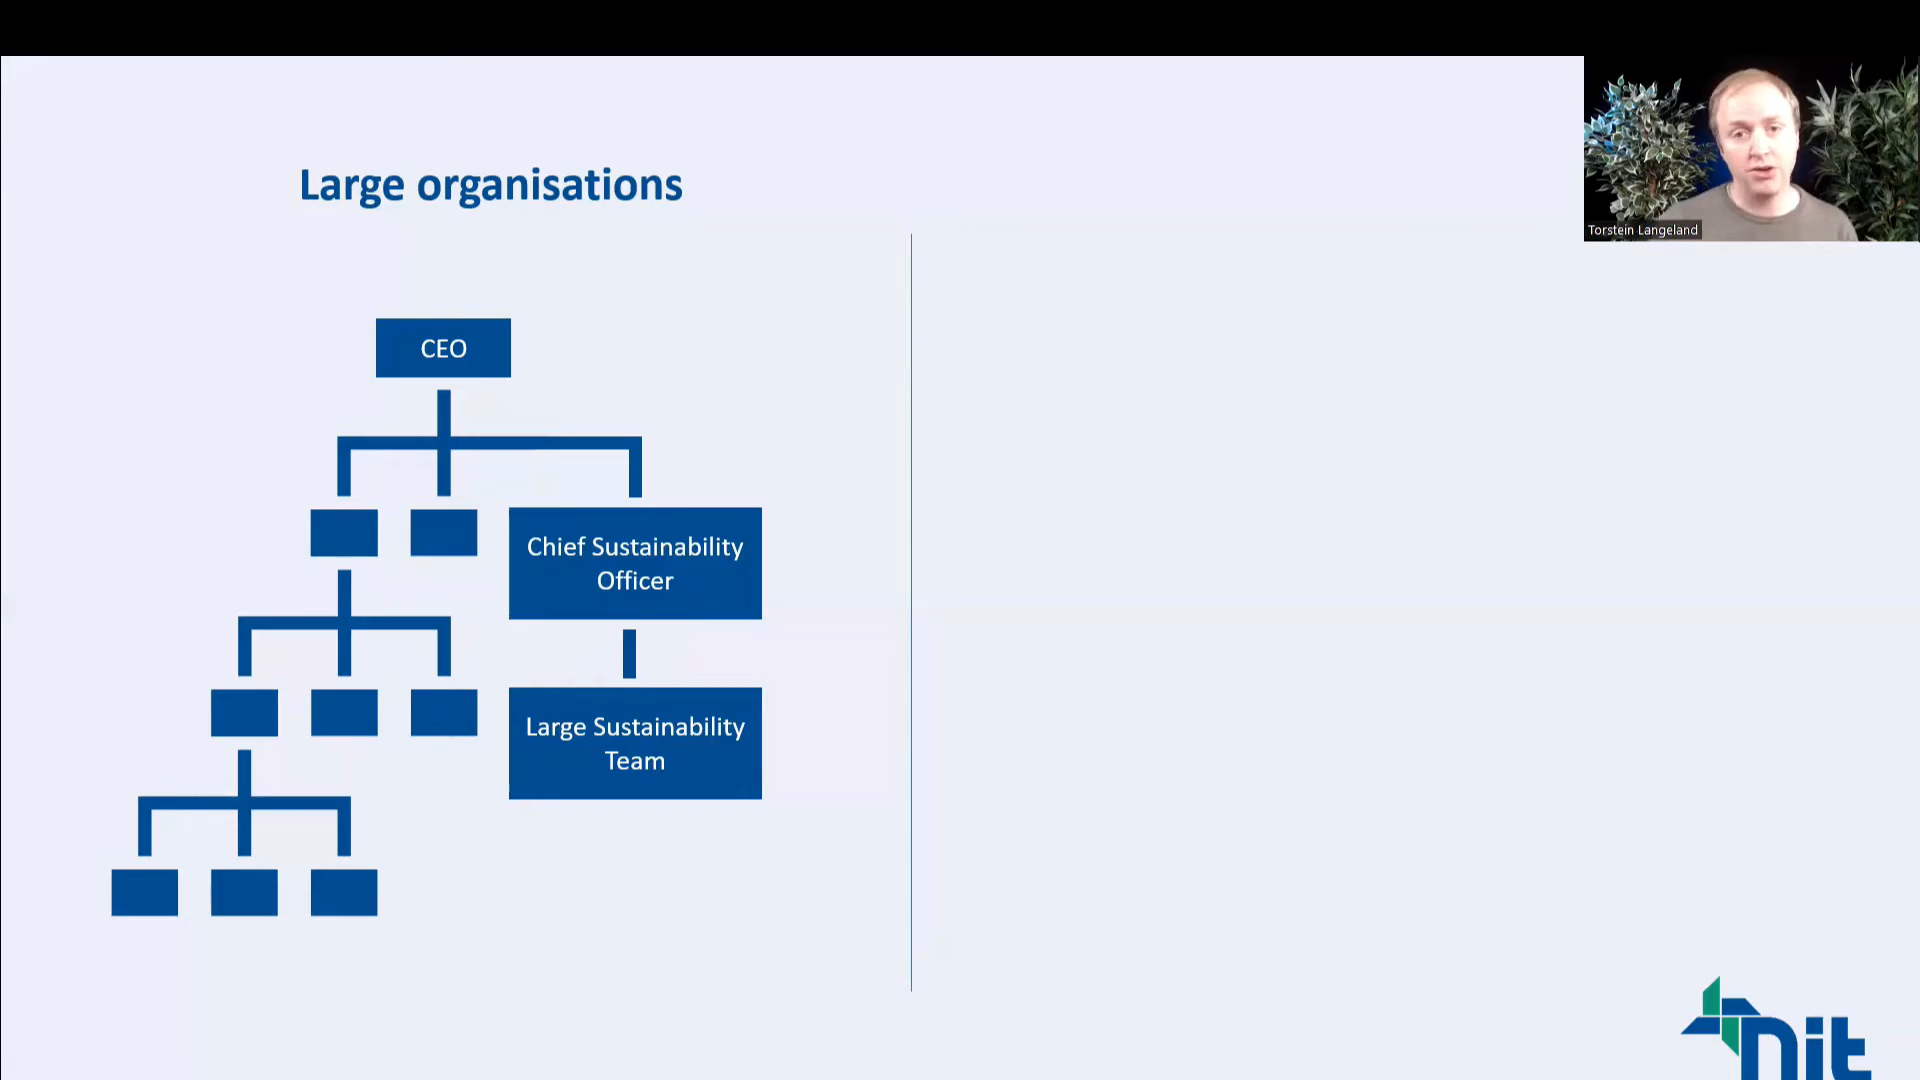 Large organisations
Torstein Langeland
CEO
Chief Sustainability
Officer
Large Sustainability
Team
nit